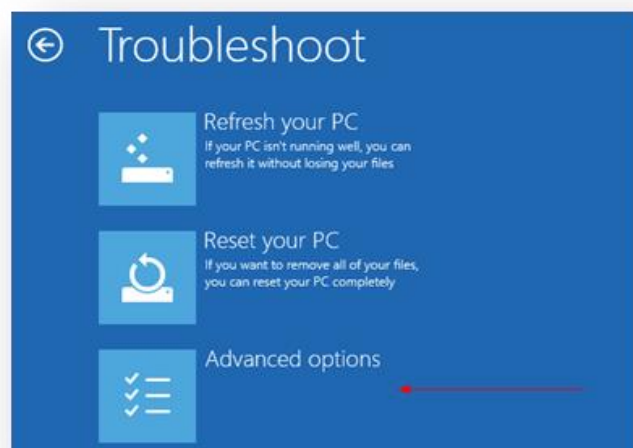 Troubleshoot
Refresh your PC
If your PC isn't running well, you can
refresh it without losing your files
Reset your PC
If you want to remove all of your files,
you can reset your PC completely
Advanced options